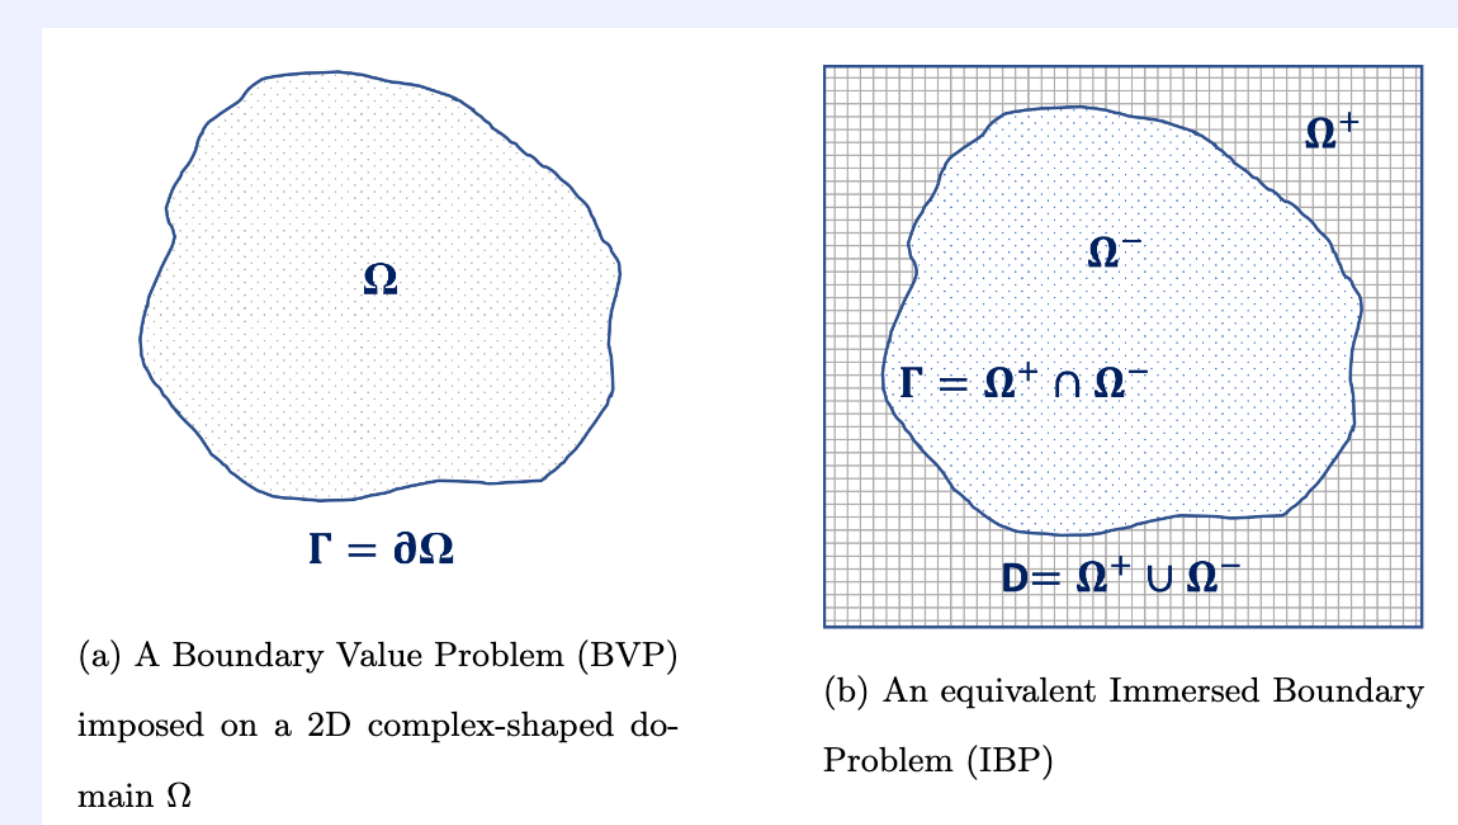 Ω
Γ = ∂Ω
(a) A Boundary Value Problem (BVP)
imposed on a 2D complex-shaped do-
main Ω
Ω⁺
Ω⁻
Γ = Ω⁺ ∩ Ω⁻
D= Ω⁺ ∪ Ω⁻
(b) An equivalent Immersed Boundary
Problem (IBP)